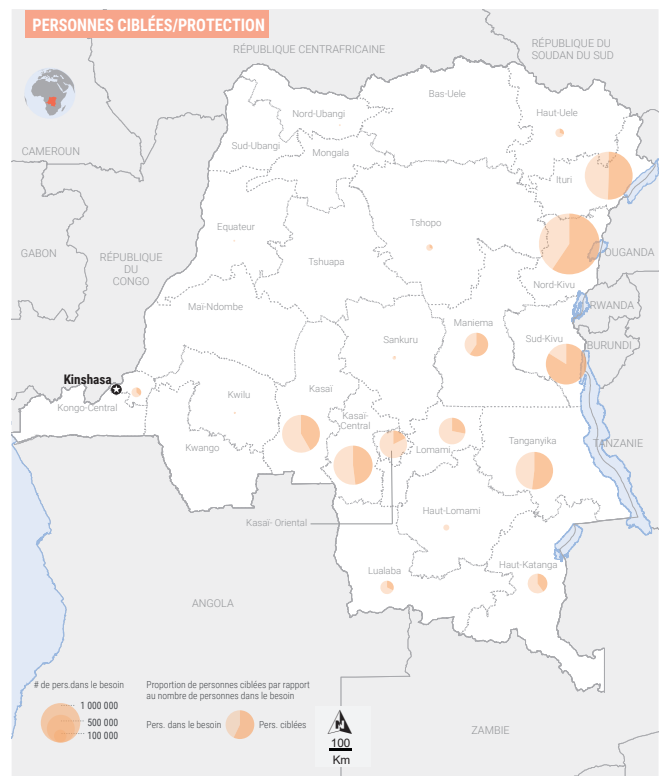 PERSONNES CIBLÉES/PROTECTION
RÉPUBLIQUE CENTRAFRICAINE
RÉPUBLIQUE DU
SOUDAN DU SUD
Bas-Uele
Nord-Ubangi
Haut-Uele
Sud-Ubangi
Mongala
CAMEROUN
Ituri
Equateur
Tshopo
GABON
RÉPUBLIQUE
DU
CONGO
Tshuapa
OUGANDA
Nord-Kivu
Maï-Ndombe
RWANDA
Maniema
Sankuru
Sud-Kivu
BURUNDI
Kinshasa
Kongo-Central
Kwilu
Kasaï
Kasaï-
Central
Lomami
Tanganyika
TANZANIE
Kwango
Kasaï- Oriental
Haut-Lomami
Lualaba
Haut-Katanga
ANGOLA
# de pers.dans le besoin
1 000 000
500 000
100 000
Proportion de personnes ciblées par rapport
au nombre de personnes dans le besoin
Pers. dans le besoin
Pers. ciblées
N
100
Km
ZAMBIE